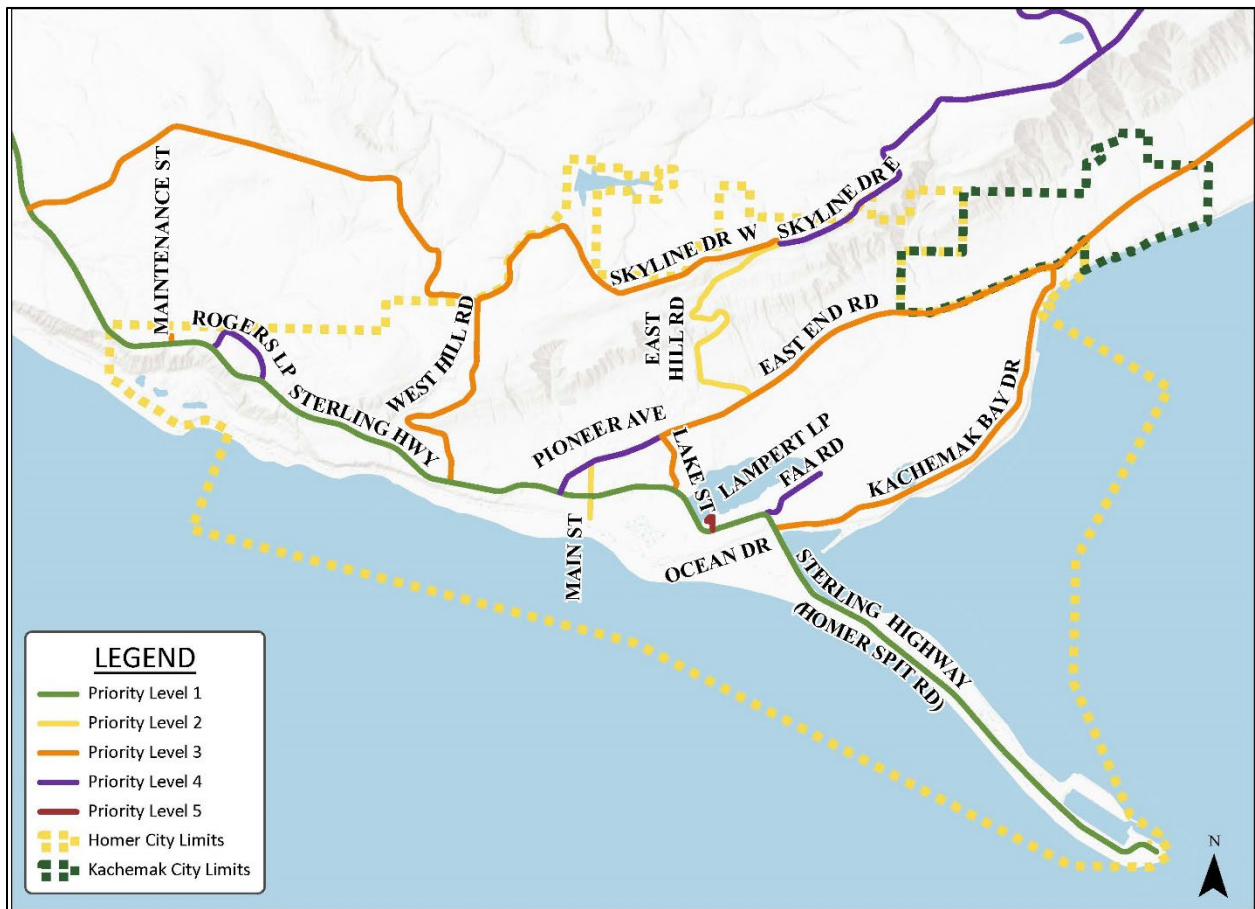 MAINTENANCE ST
ROGERS LP
STERLING HWY
WEST HILL RD
SKYLINE DR W
SKYLINE DR E
EAST
HILL RD
EAST END RD
PIONEER AVE
LAKE ST
LAMPERT LP
FAA RD
KACHEMAK BAY DR
MAIN ST
OCEAN DR
STERLING HIGHWAY
(HOMER SPIT RD)
LEGEND
Priority Level 1
Priority Level 2
Priority Level 3
Priority Level 4
Priority Level 5
Homer City Limits
Kachemak City Limits
N